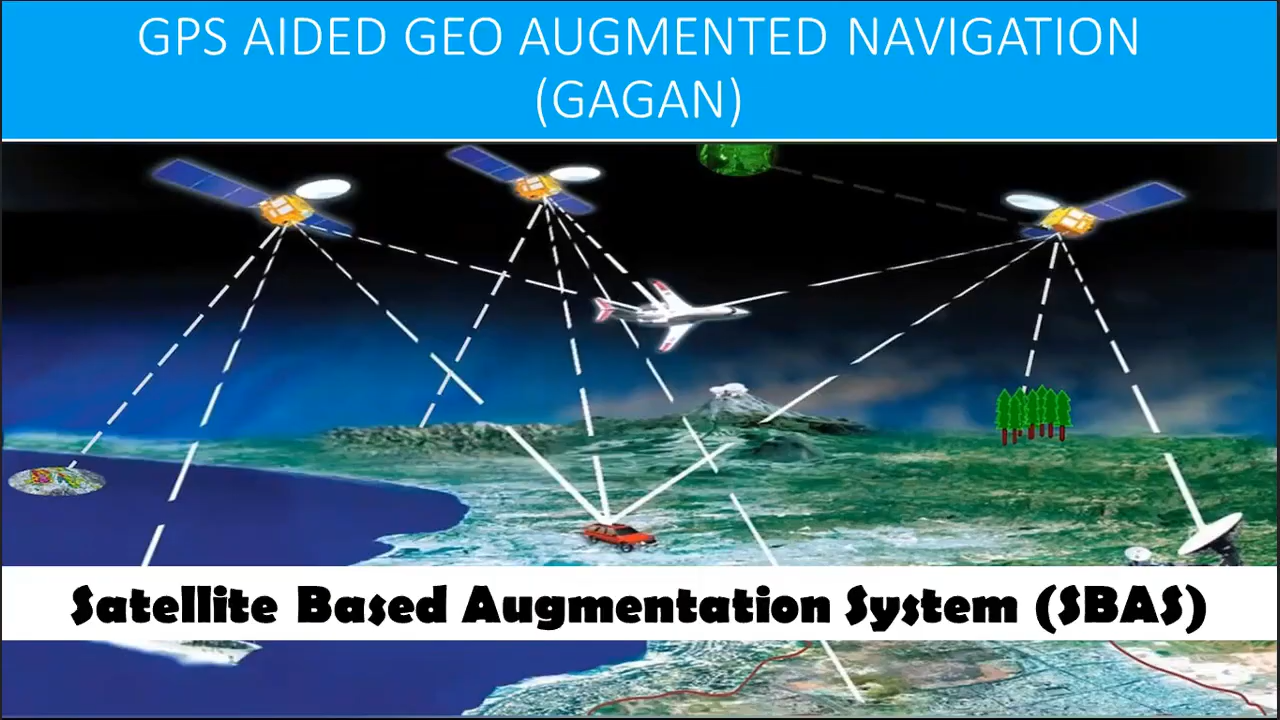 GPS AIDED GEO AUGMENTED NAVIGATION
(GAGAN)
Satellite Based Augmentation System (SBAS)